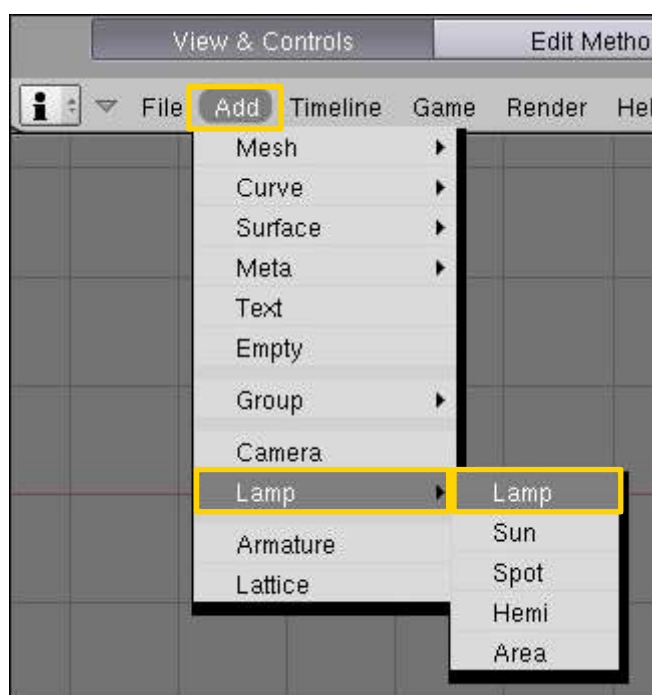 View & Controls Edit Metho
File Add Timeline Game Render Hel
Mesh
Curve
Surface
Meta
Text
Empty
Group
Camera
Lamp Lamp
Sun
Armature
Spot
Lattice
Hemi
Area